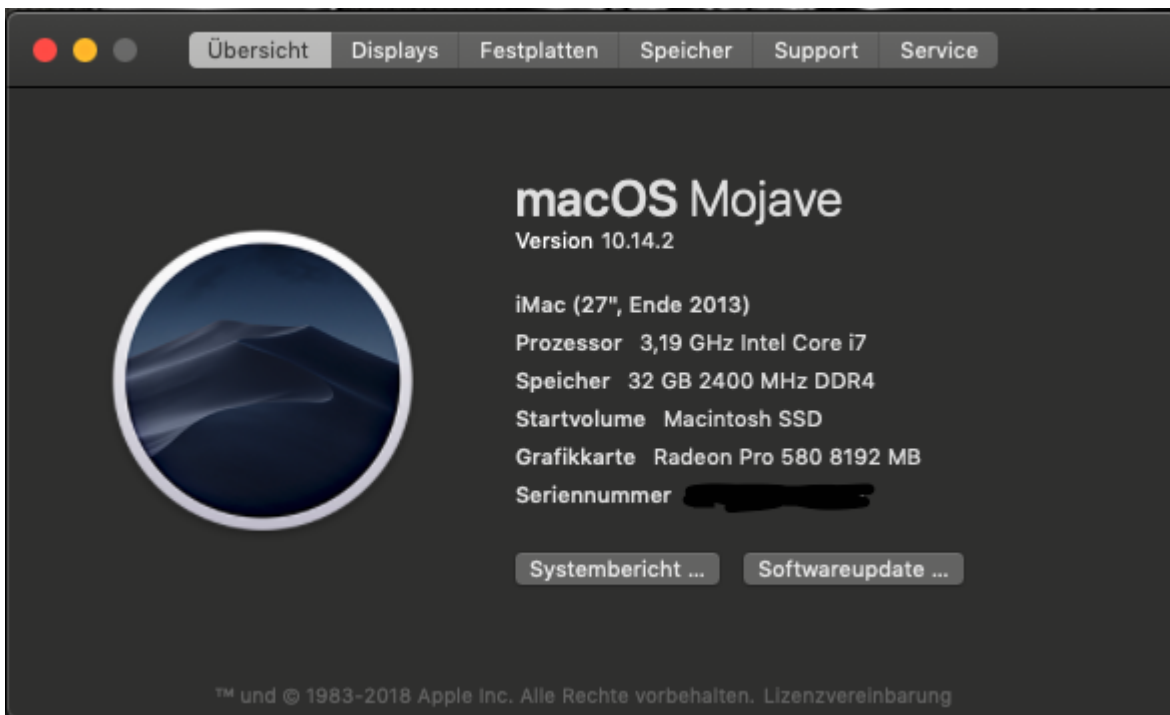 Übersicht Displays Festplatten Speicher Support Service
macOS Mojave
Version 10.14.2
iMac (27", Ende 2013)
Prozessor 3,19 GHz Intel Core i7
Speicher 32 GB 2400 MHz DDR4
Startvolume Macintosh SSD
Grafikkarte Radeon Pro 580 8192 MB
Seriennummer
Systembericht ... Softwareupdate ...
™ und © 1983-2018 Apple Inc. Alle Rechte vorbehalten. Lizenzvereinbarung